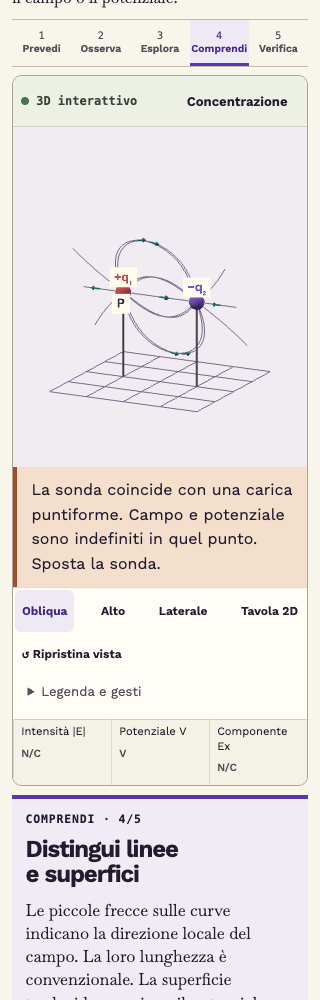 il campo o il potenziale.
1
Prevedi
2
Osserva
3
Esplora
4
Comprendi
5
Verifica
3D interattivo
Concentrazione
+q₁
P
−q₂
La sonda coincide con una carica
puntiforme. Campo e potenziale
sono indefiniti in quel punto.
Sposta la sonda.
Obliqua
Alto
Laterale
Tavola 2D
↺ Ripristina vista
▶ Legenda e gesti
Intensità |E|
N/C
Potenziale V
V
Componente
Ex
N/C
COMPRENDI · 4/5
Distingui linee
e superfici
Le piccole frecce sulle curve
indicano la direzione locale del
campo. La loro lunghezza è
convenzionale. La superficie